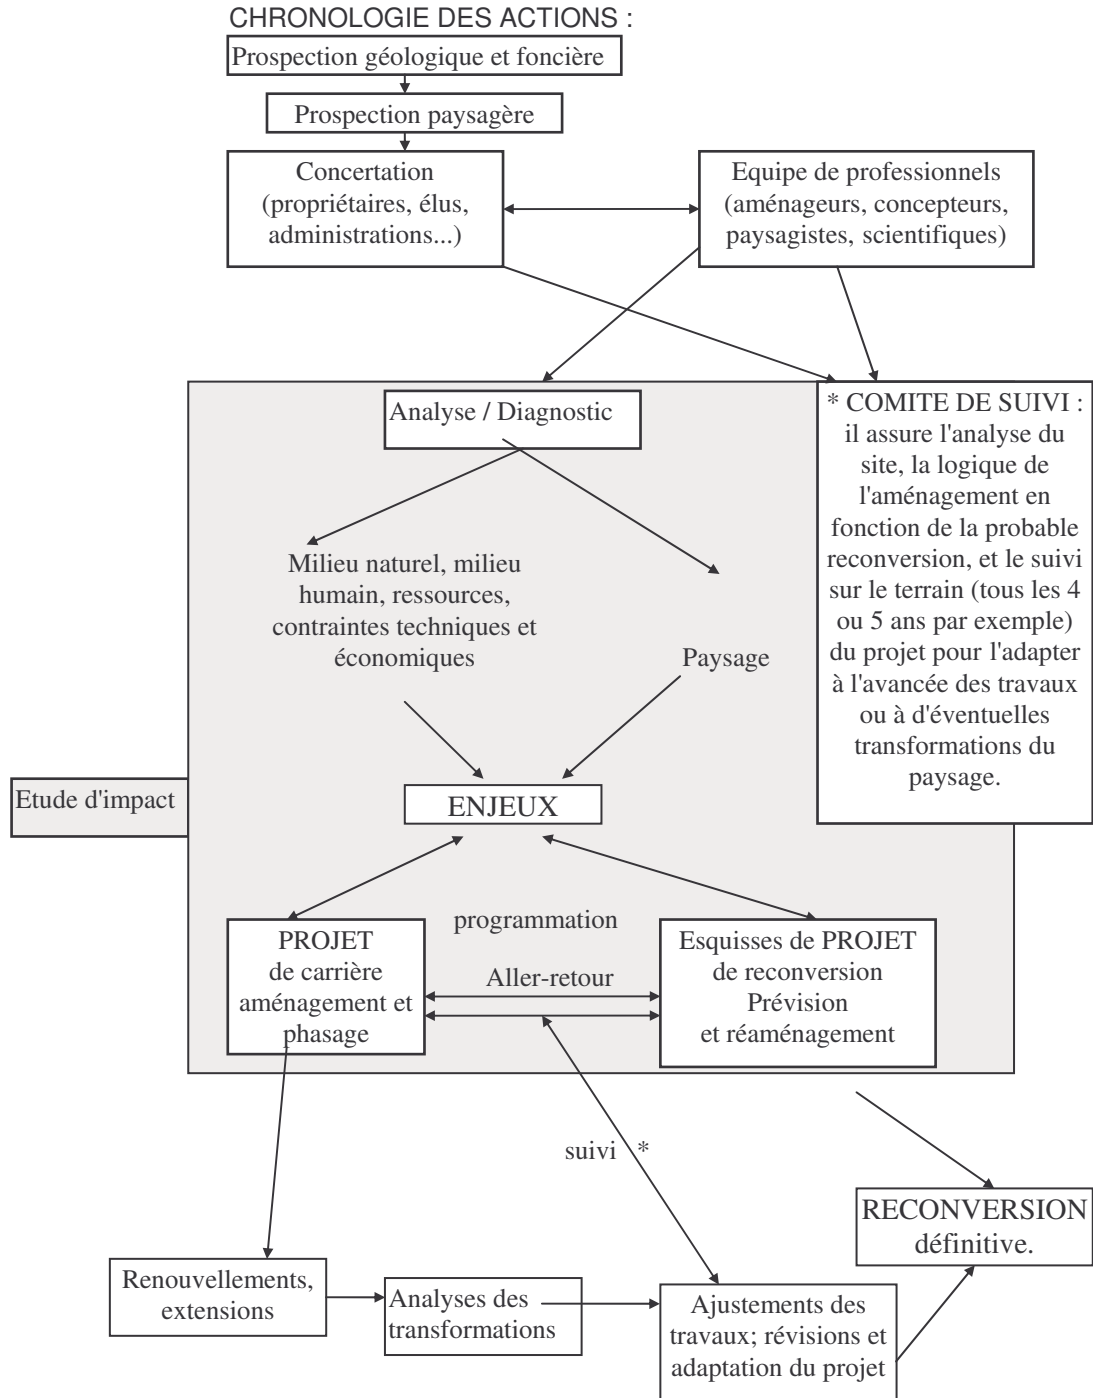 CHRONOLOGIE DES ACTIONS :
Prospection géologique et foncière
Prospection paysagère
Concertation
(propriétaires, élus,
administrations...)
Equipe de professionnels
(aménageurs, concepteurs,
paysagistes, scientifiques)
Analyse / Diagnostic
* COMITE DE SUIVI :
il assure l'analyse du
site, la logique de
l'aménagement en
fonction de la probable
reconversion, et le suivi
sur le terrain (tous les 4
ou 5 ans par exemple)
du projet pour l'adapter
à l'avancée des travaux
ou à d'éventuelles
transformations du
paysage.
Milieu naturel, milieu
humain, ressources,
contraintes techniques et
économiques
Paysage
Etude d'impact
ENJEUX
programmation
PROJET
de carrière
aménagement et
phasage
Aller-retour
Esquisses de PROJET
de reconversion
Prévision
et réaménagement
suivi *
RECONVERSION
définitive.
Renouvellements,
extensions
Analyses des
transformations
Ajustements des
travaux; révisions et
adaptation du projet